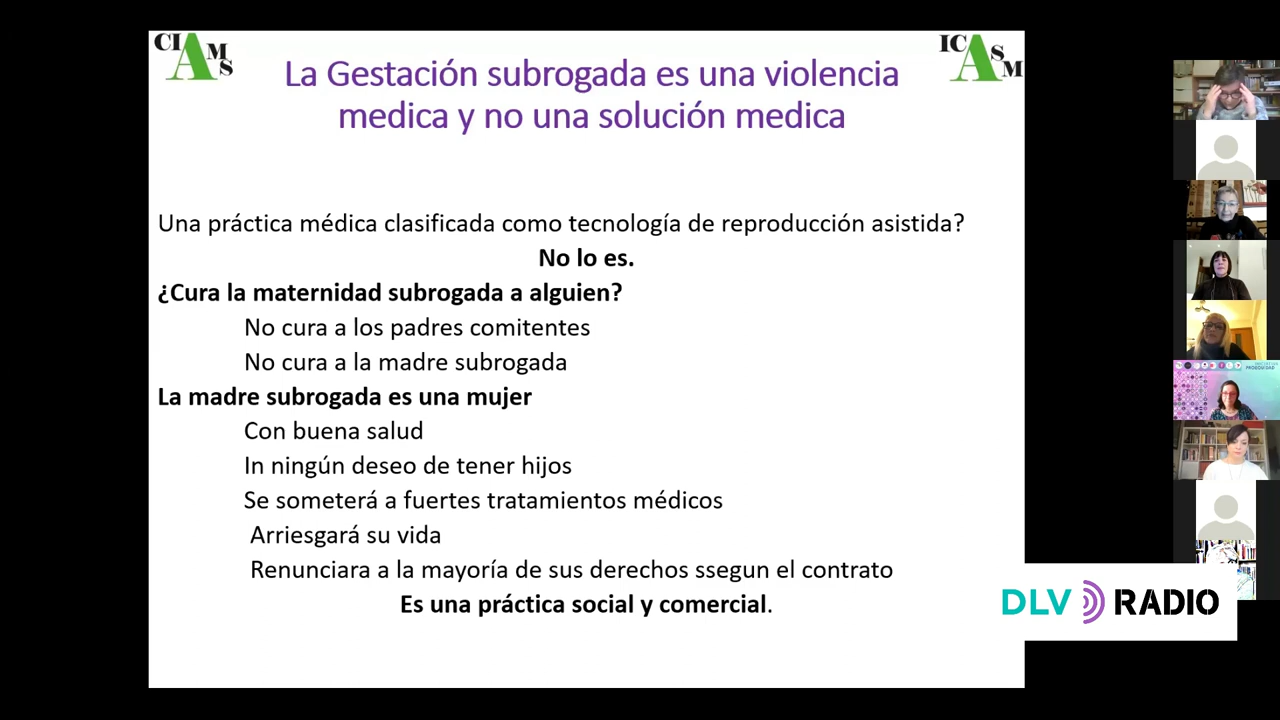 CIAMS
ICASM
La Gestación subrogada es una violencia
medica y no una solución medica
Una práctica médica clasificada como tecnología de reproducción asistida?
No lo es.
¿Cura la maternidad subrogada a alguien?
No cura a los padres comitentes
No cura a la madre subrogada
La madre subrogada es una mujer
Con buena salud
In ningún deseo de tener hijos
Se someterá a fuertes tratamientos médicos
Arriesgará su vida
Renunciara a la mayoría de sus derechos ssegun el contrato
Es una práctica social y comercial.
DLV RADIO